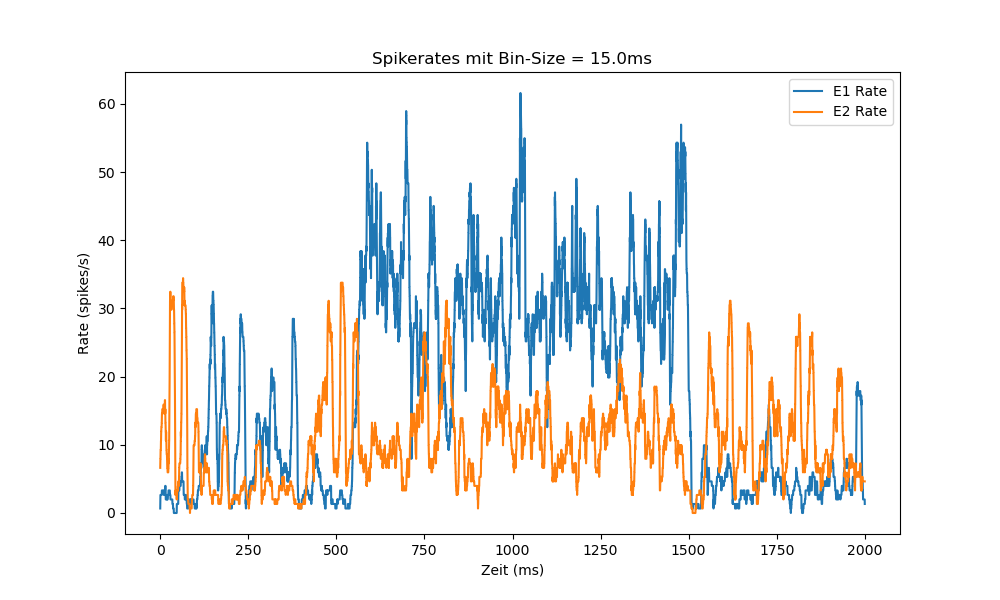 Spikerates mit Bin-Size = 15.0ms
E1 Rate
E2 Rate
Rate (spikes/s)
60
50
40
30
20
10
0
0 250 500 750 1000 1250 1500 1750 2000
Zeit (ms)